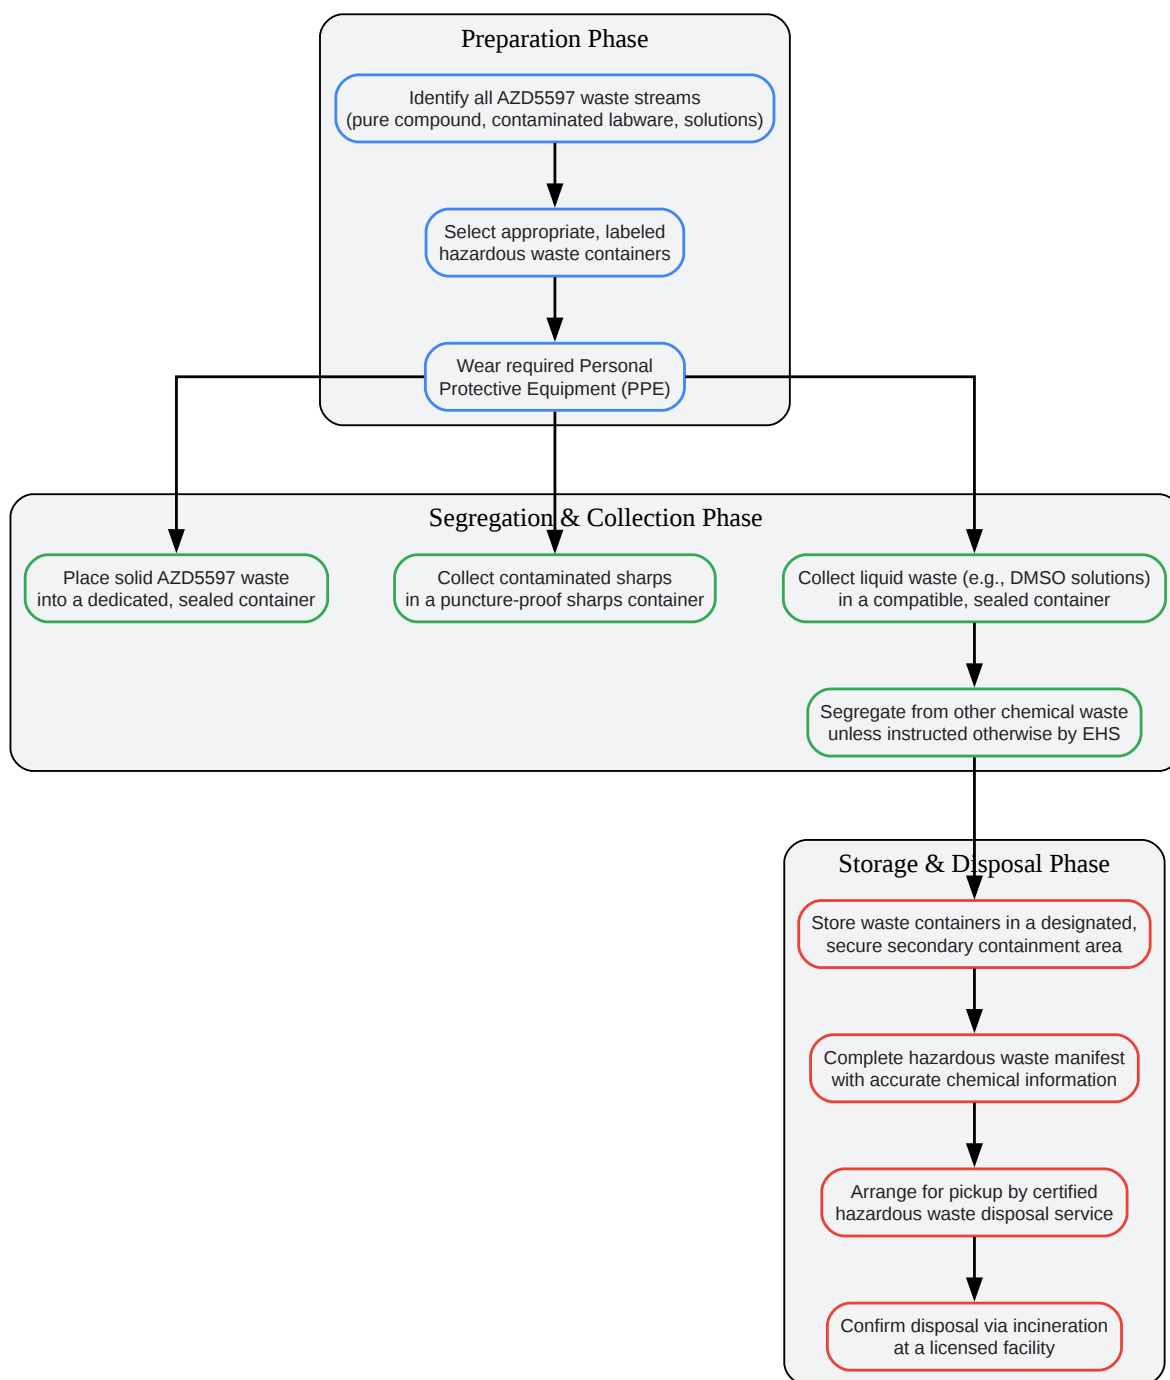 Preparation Phase
Identify all AZD5597 waste streams
(pure compound, contaminated labware, solutions)
Select appropriate, labeled
hazardous waste containers
Wear required Personal
Protective Equipment (PPE)
Segregation & Collection Phase
Place solid AZD5597 waste
into a dedicated, sealed container
Collect contaminated sharps
in a puncture-proof sharps container
Collect liquid waste (e.g., DMSO solutions)
in a compatible, sealed container
Segregate from other chemical waste
unless instructed otherwise by EHS
Storage & Disposal Phase
Store waste containers in a designated,
secure secondary containment area
Complete hazardous waste manifest
with accurate chemical information
Arrange for pickup by certified
hazardous waste disposal service
Confirm disposal via incineration
at a licensed facility